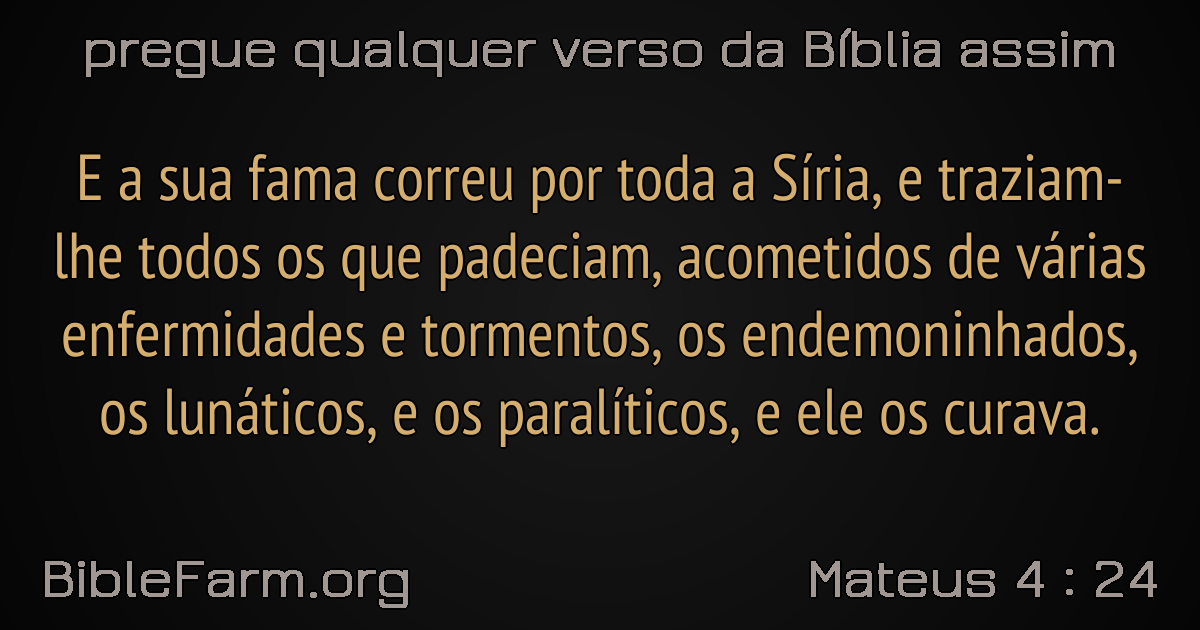 pregue qualquer verso da Bíblia assim
E a sua fama correu por toda a Síria, e traziam-
lhe todos os que padeciam, acometidos de várias
enfermidades e tormentos, os endemoninhados,
os lunáticos, e os paralíticos, e ele os curava.
BibleFarm.org
Mateus 4 : 24